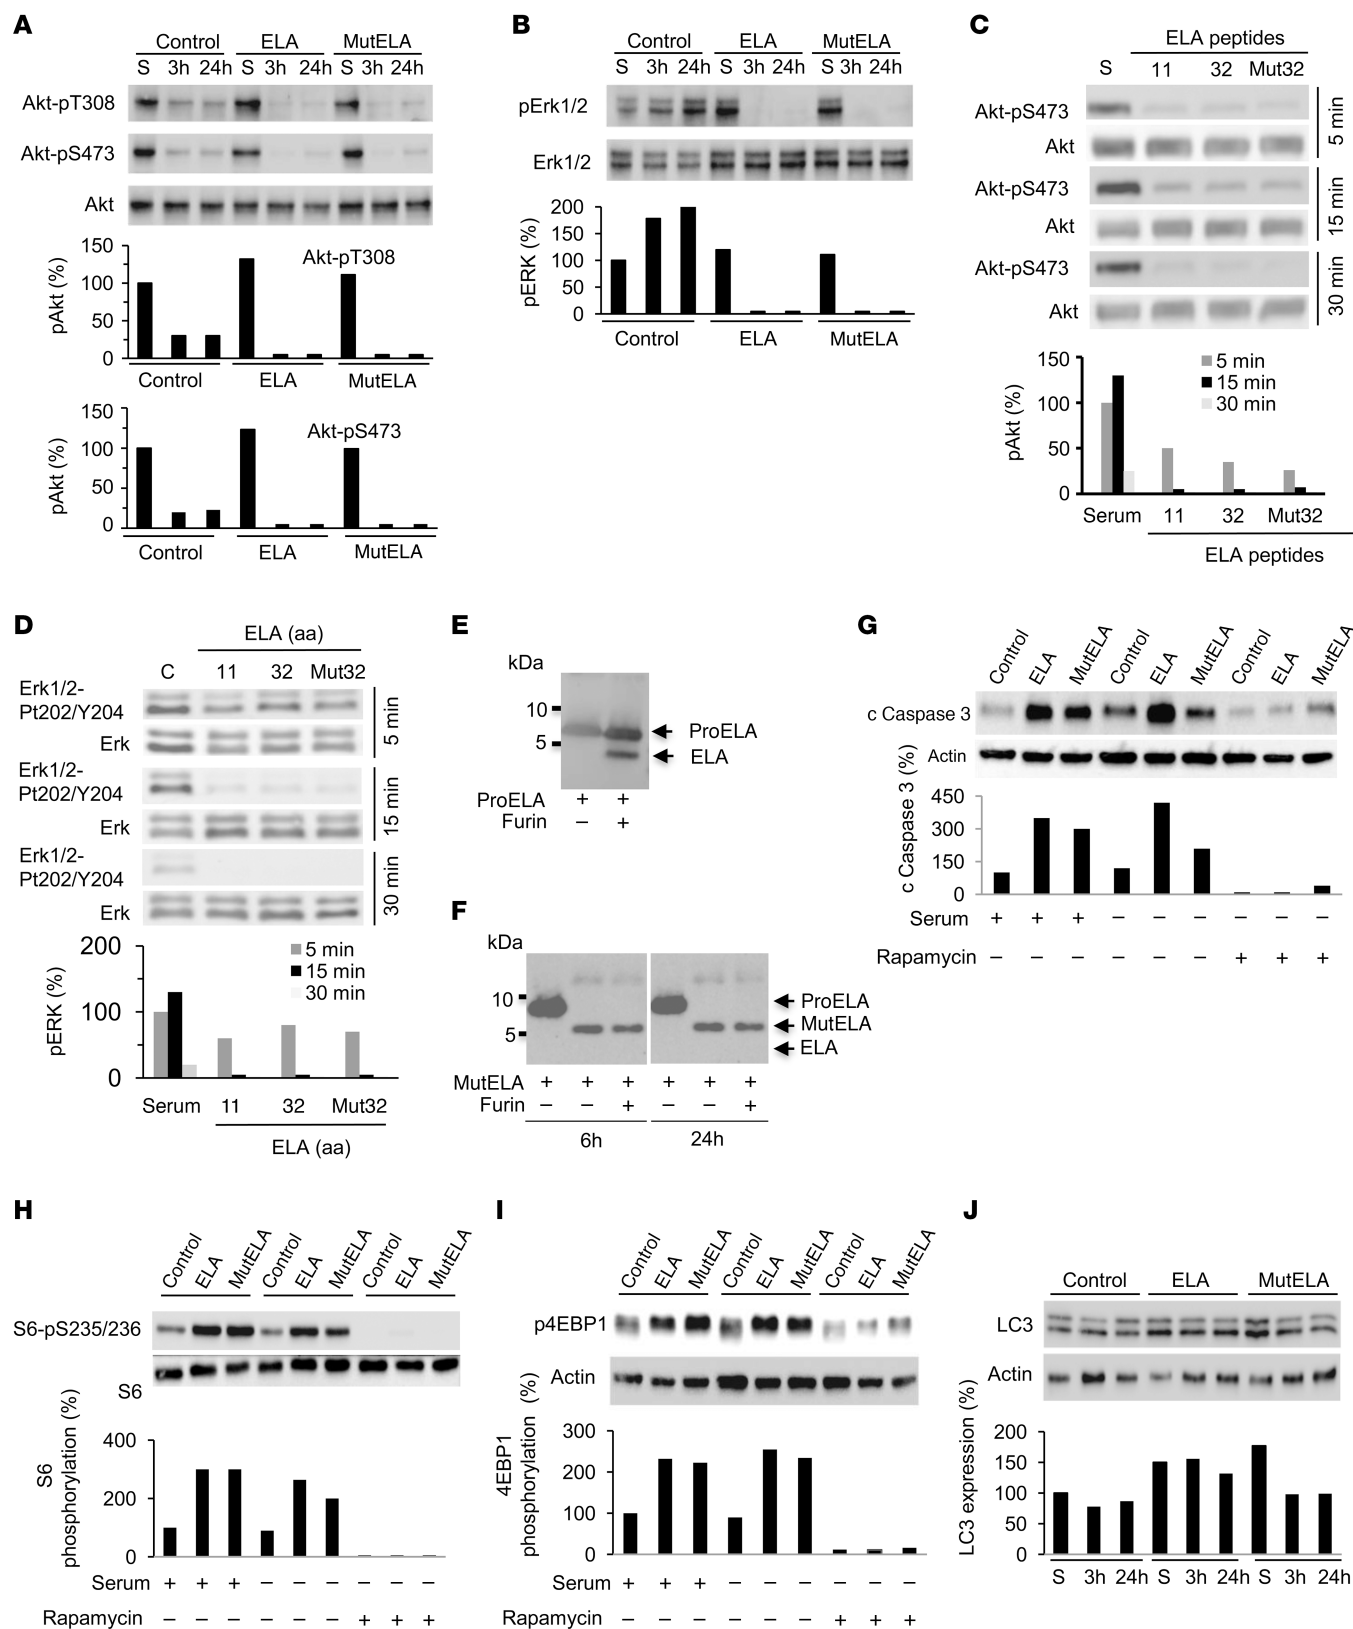 A
Control ELA MutELA
S 3h 24h S 3h 24h S 3h 24h
Akt-pT308
Akt-pS473
Akt
150
100
50
0
pAkt (%)
Akt-pT308
Control ELA MutELA
150
100
50
0
pAkt (%)
Akt-pS473
Control ELA MutELA
B
Control ELA MutELA
S 3h 24h S 3h 24h S 3h 24h
pErk1/2
Erk1/2
200
150
100
50
0
pERK (%)
Control ELA MutELA
C
ELA peptides
S 11 32 Mut32
Akt-pS473
Akt
5 min
Akt-pS473
Akt
15 min
Akt-pS473
Akt
30 min
150
100
50
0
pAkt (%)
5 min
15 min
30 min
Serum 11 32 Mut32
ELA peptides
D
ELA (aa)
C 11 32 Mut32
Erk1/2-
Pt202/Y204
Erk
5 min
Erk1/2-
Pt202/Y204
Erk
15 min
Erk1/2-
Pt202/Y204
Erk
30 min
200
100
0
pERK (%)
5 min
15 min
30 min
Serum 11 32 Mut32
ELA (aa)
E
kDa
10
5
ProELA
ELA
ProELA + +
Furin – +
F
kDa
10
5
ProELA
MutELA
ELA
MutELA + + + + + +
Furin – – + – – +
6h 24h
G
Control ELA MutELA Control ELA MutELA Control ELA MutELA
c Caspase 3
Actin
450
300
150
0
c Caspase 3 (%)
Serum + + + – – – – – –
Rapamycin – – – – – – + + +
H
Control ELA MutELA Control ELA MutELA Control ELA MutELA
S6-pS235/236
S6
400
200
0
S6
phosphorylation (%)
Serum + + + – – – – – –
Rapamycin – – – – – – + + +
I
Control ELA MutELA Control ELA MutELA Control ELA MutELA
p4EBP1
Actin
300
200
100
0
4EBP1
phosphorylation (%)
Serum + + + – – – – – –
Rapamycin – – – – – – + + +
J
Control ELA MutELA
LC3
Actin
200
150
100
50
0
LC3 expression (%)
S 3h 24h S 3h 24h S 3h 24h